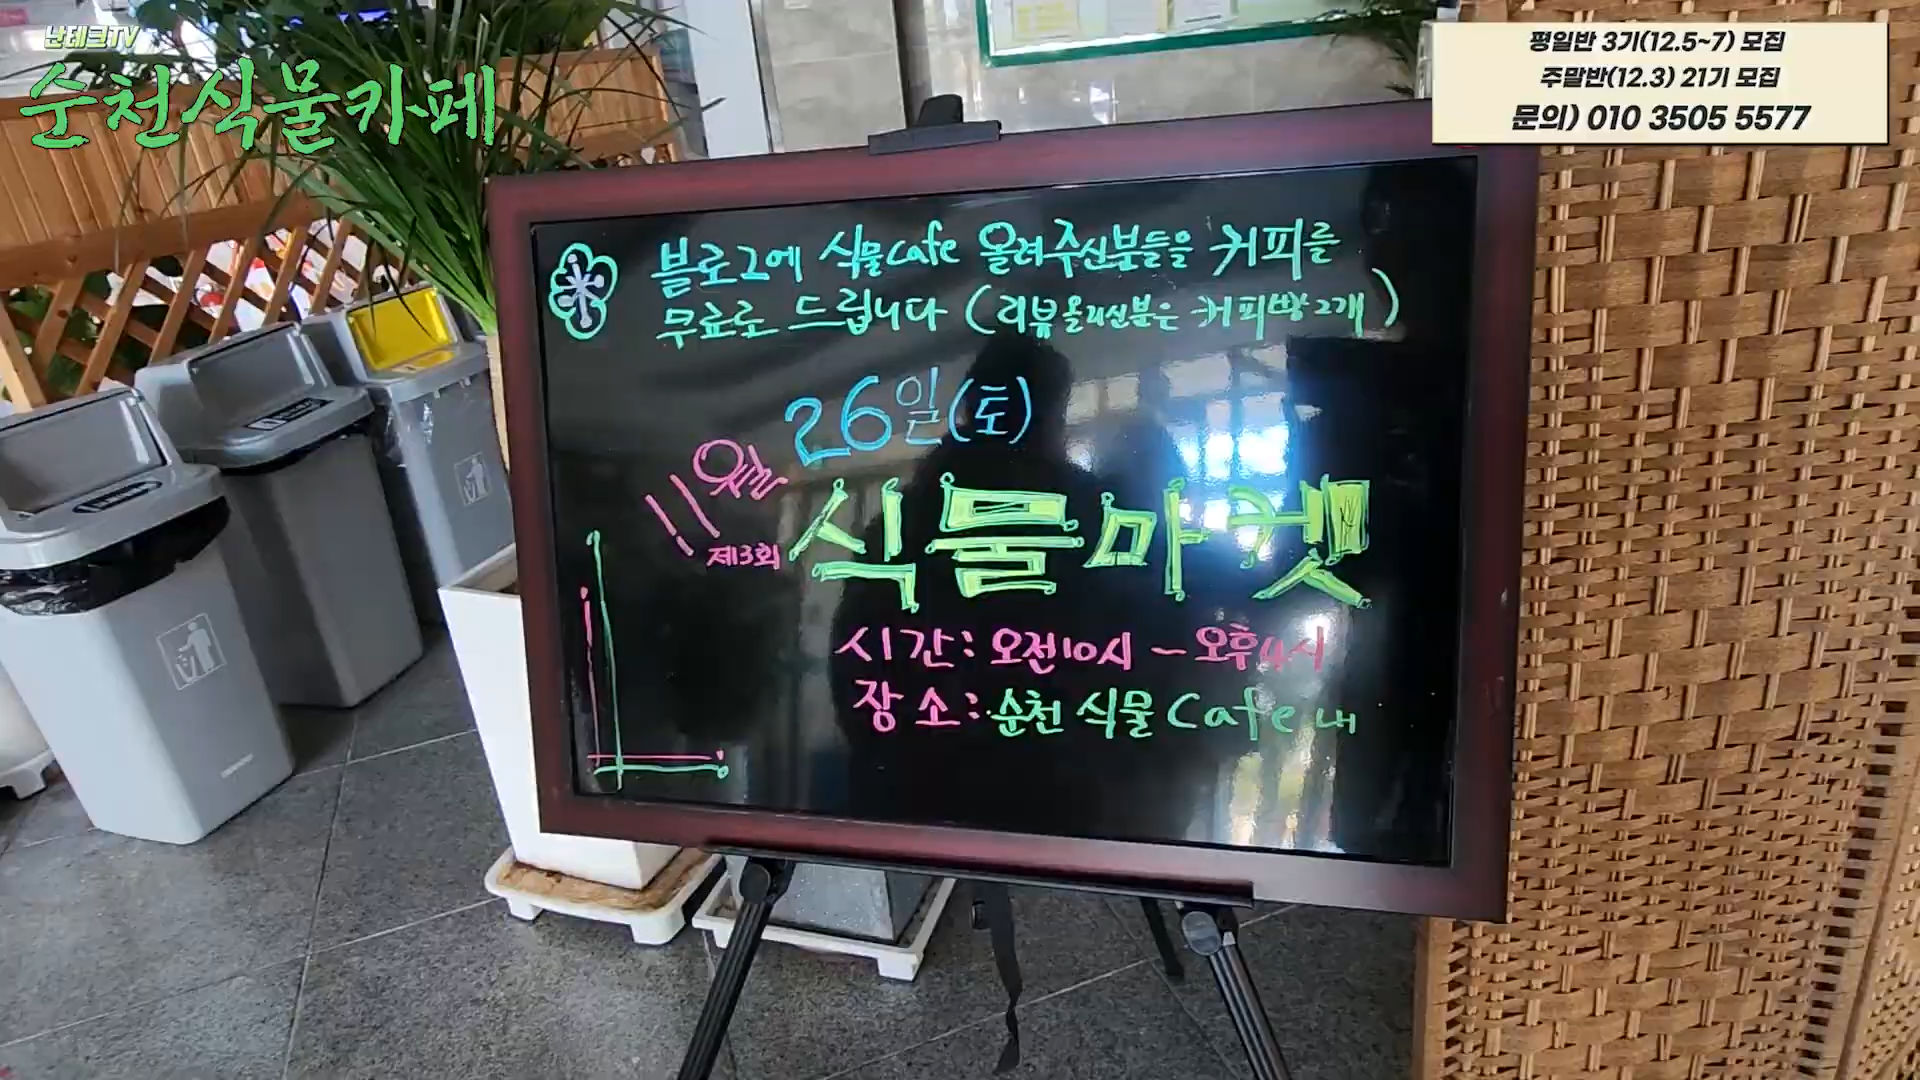 난테크TV
순천식물카페
평일반 3기(12.5~7) 모집
주말반(12.3) 21기 모집
문의) 010 3505 5577
블로그에 식물cafe 올려주신분들을 커피를
무료로 드립니다 (리뷰올리신분은 커피빵2개)
11월 26일(토)
제3회 식물마켓
시간: 오전10시 ~ 오후4시
장소: 순천 식물 Cafe 내